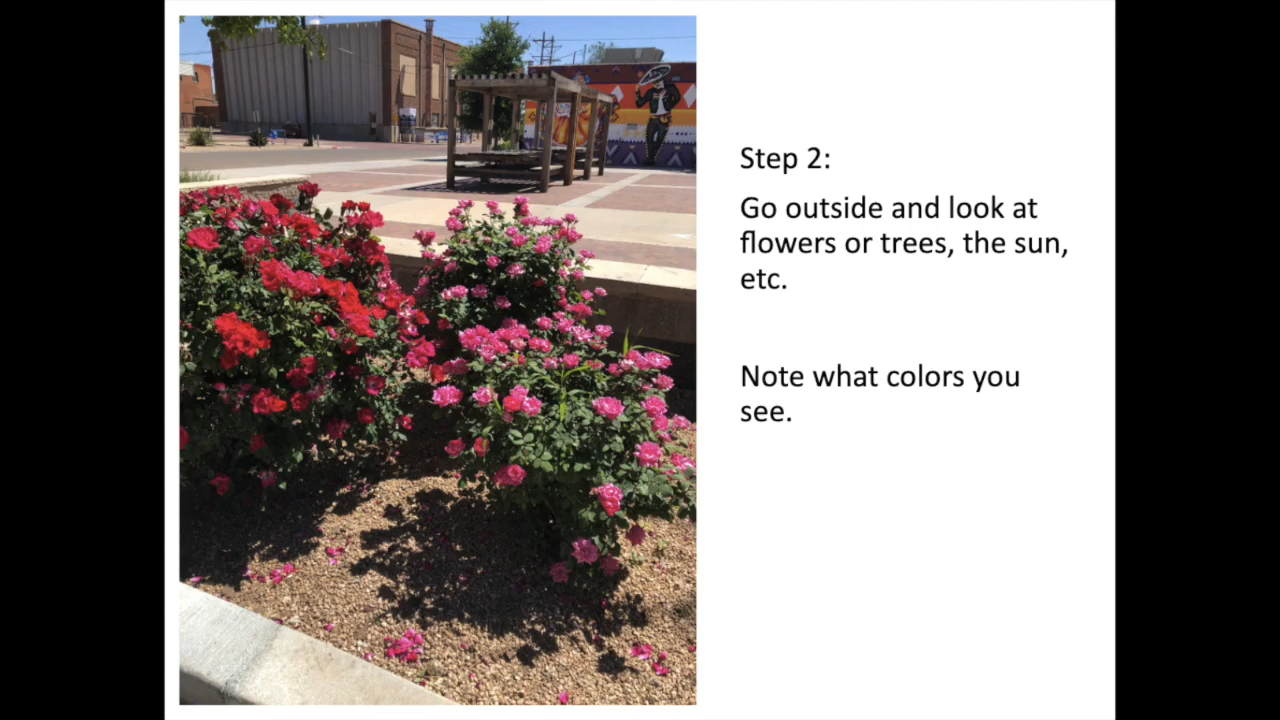 Step 2:
Go outside and look at
flowers or trees, the sun,
etc.
Note what colors you
see.